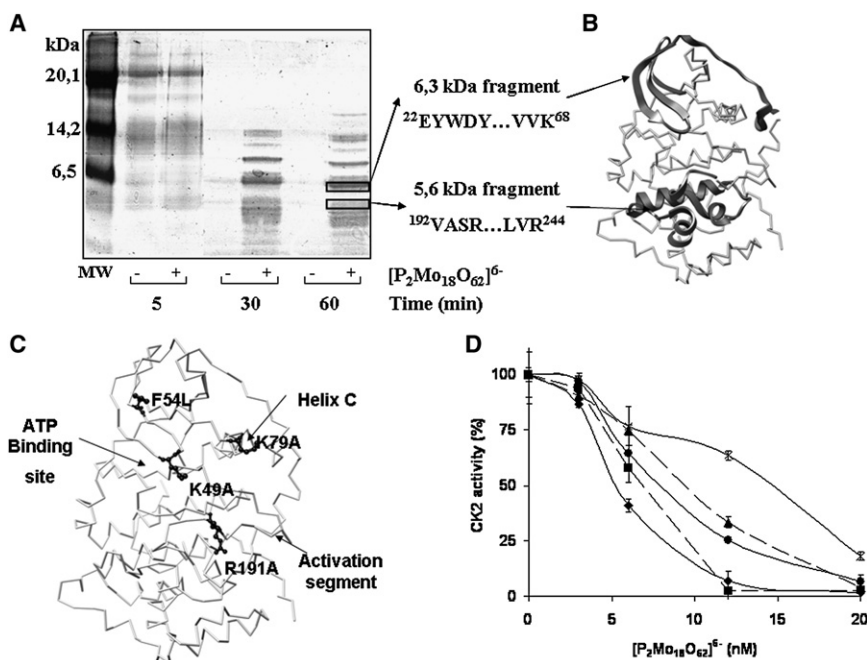 A
kDa
20,1
14,2
6,5
MW
- + - + - + [P₂Mo₁₈O₆₂]⁶⁻
5 30 60 Time (min)
6,3 kDa fragment
²²EYWDY...VVK⁶⁸
5,6 kDa fragment
¹⁹²VASR...LVR²⁴⁴
B
C
F54L
Helix C
ATP
Binding
site
K79A
K49A
Activation
segment
R191A
D
CK2 activity (%)
100
75
50
25
0
0 5 10 15 20
[P₂Mo₁₈O₆₂]⁶⁻ (nM)